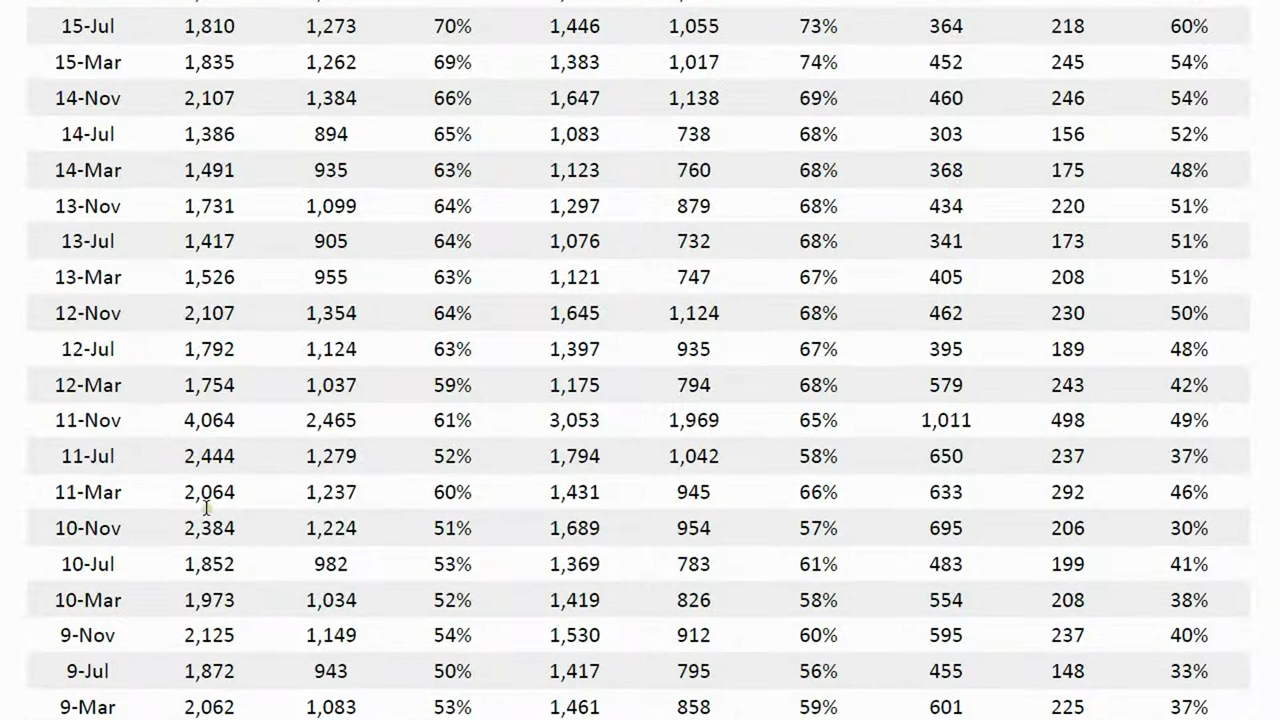 15-Jul 1,810 1,273 70% 1,446 1,055 73% 364 218 60%
15-Mar 1,835 1,262 69% 1,383 1,017 74% 452 245 54%
14-Nov 2,107 1,384 66% 1,647 1,138 69% 460 246 54%
14-Jul 1,386 894 65% 1,083 738 68% 303 156 52%
14-Mar 1,491 935 63% 1,123 760 68% 368 175 48%
13-Nov 1,731 1,099 64% 1,297 879 68% 434 220 51%
13-Jul 1,417 905 64% 1,076 732 68% 341 173 51%
13-Mar 1,526 955 63% 1,121 747 67% 405 208 51%
12-Nov 2,107 1,354 64% 1,645 1,124 68% 462 230 50%
12-Jul 1,792 1,124 63% 1,397 935 67% 395 189 48%
12-Mar 1,754 1,037 59% 1,175 794 68% 579 243 42%
11-Nov 4,064 2,465 61% 3,053 1,969 65% 1,011 498 49%
11-Jul 2,444 1,279 52% 1,794 1,042 58% 650 237 37%
11-Mar 2,064 1,237 60% 1,431 945 66% 633 292 46%
10-Nov 2,384 1,224 51% 1,689 954 57% 695 206 30%
10-Jul 1,852 982 53% 1,369 783 61% 483 199 41%
10-Mar 1,973 1,034 52% 1,419 826 58% 554 208 38%
9-Nov 2,125 1,149 54% 1,530 912 60% 595 237 40%
9-Jul 1,872 943 50% 1,417 795 56% 455 148 33%
9-Mar 2,062 1,083 53% 1,461 858 59% 601 225 37%